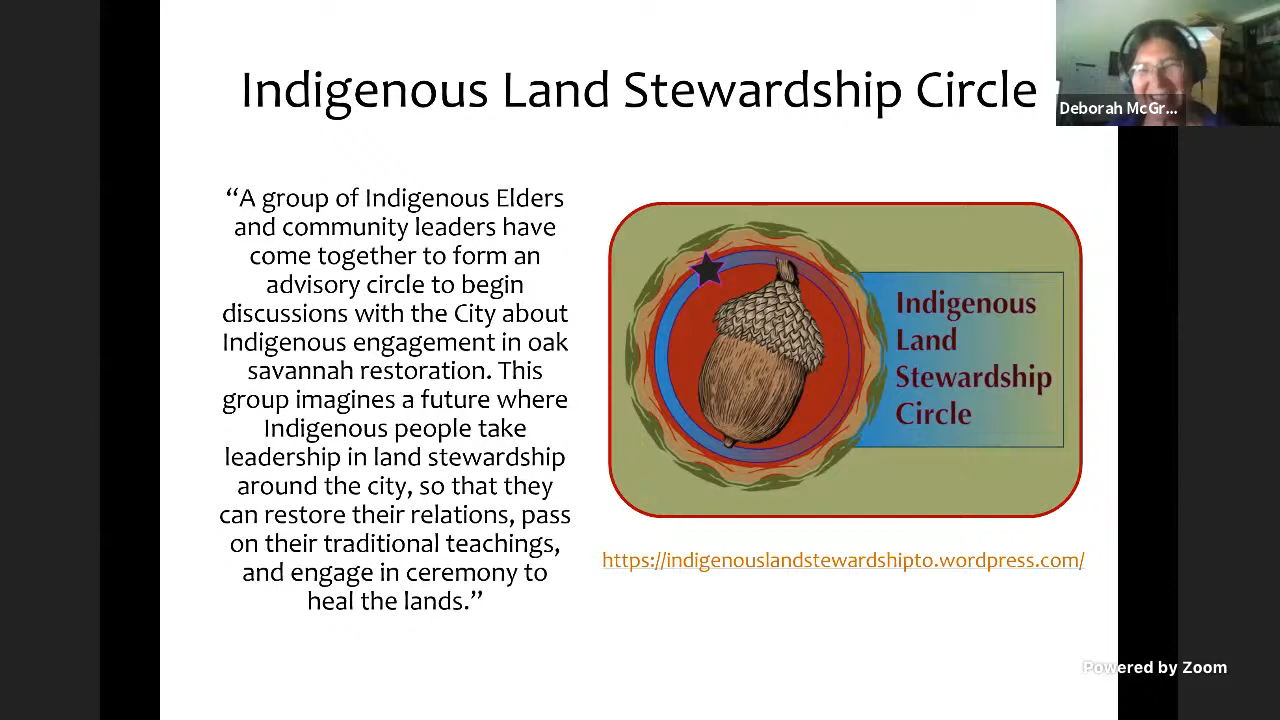 Indigenous Land Stewardship Circle
Deborah McGr...
“A group of Indigenous Elders
and community leaders have
come together to form an
advisory circle to begin
discussions with the City about
Indigenous engagement in oak
savannah restoration. This
group imagines a future where
Indigenous people take
leadership in land stewardship
around the city, so that they
can restore their relations, pass
on their traditional teachings,
and engage in ceremony to
heal the lands.”
Indigenous
Land
Stewardship
Circle
https://indigenouslandstewardshipto.wordpress.com/
Powered by Zoom